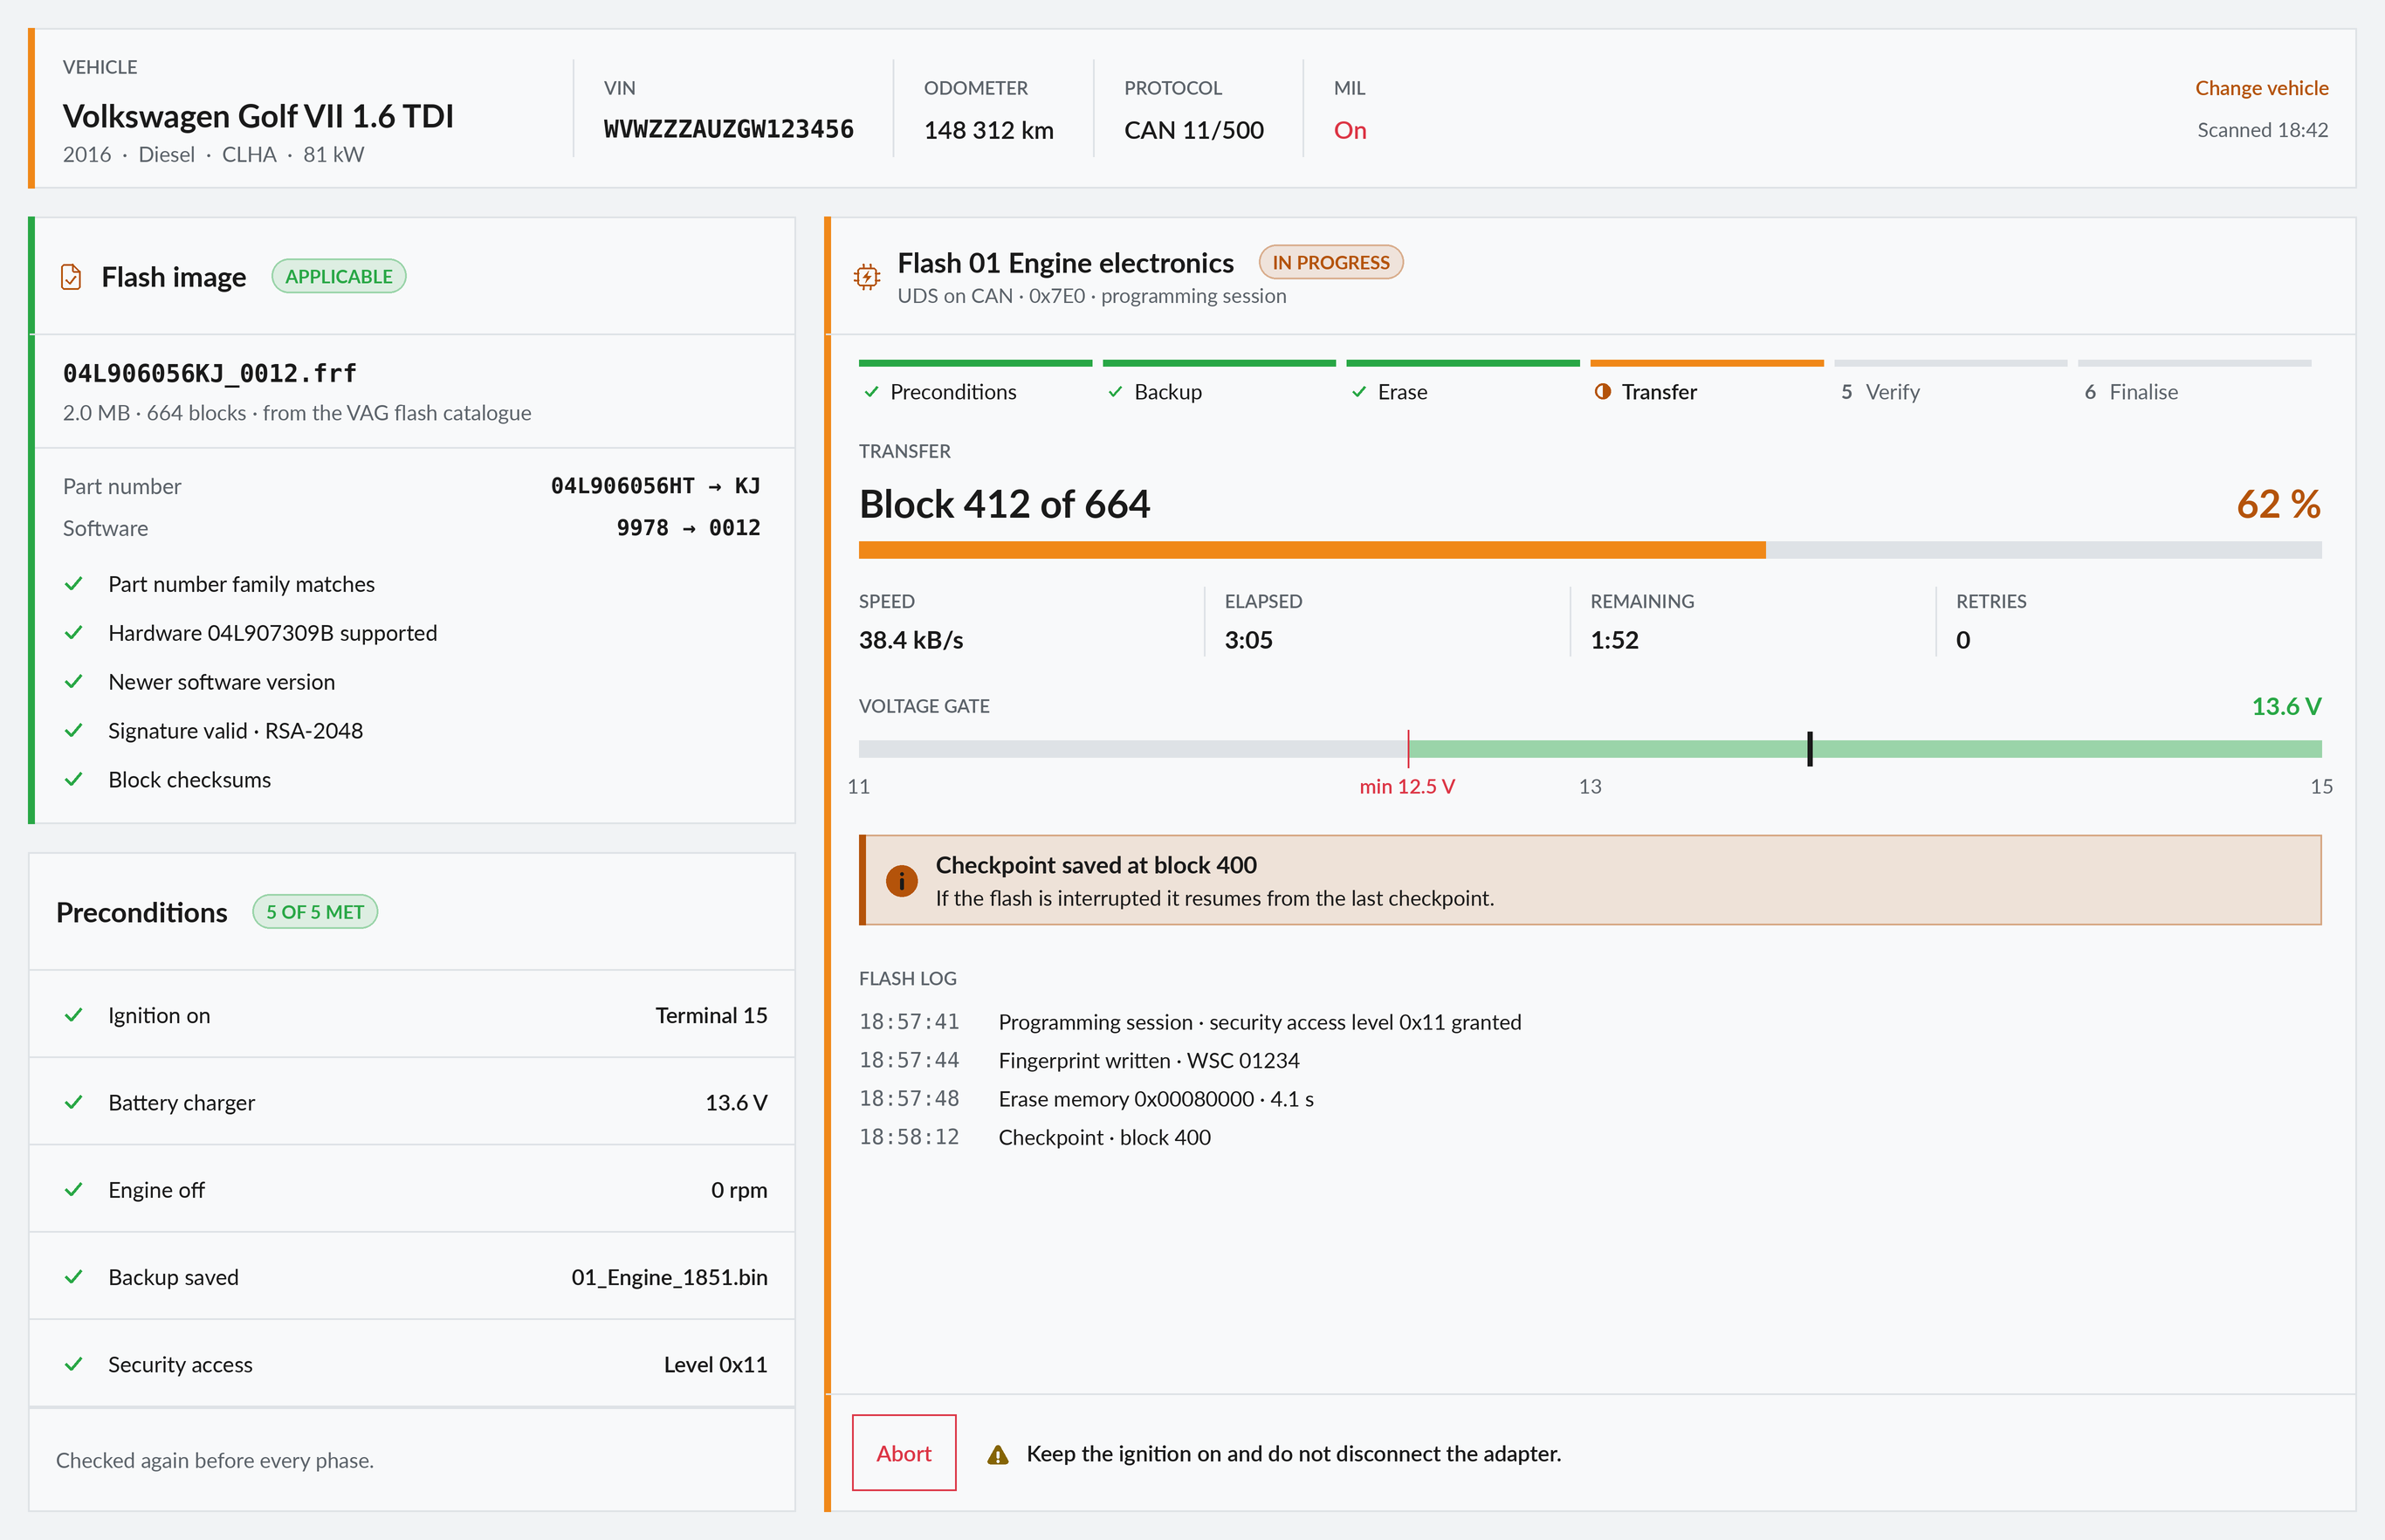 VEHICLE
Volkswagen Golf VII 1.6 TDI
2016 · Diesel · CLHA · 81 kW
VIN
WVWZZZAUZGW123456
ODOMETER
148 312 km
PROTOCOL
CAN 11/500
MIL
On
Change vehicle
Scanned 18:42
Flash image
APPLICABLE
04L906056KJ_0012.frf
2.0 MB · 664 blocks · from the VAG flash catalogue
Part number 04L906056HT → KJ
Software 9978 → 0012
Part number family matches
Hardware 04L907309B supported
Newer software version
Signature valid · RSA-2048
Block checksums
Preconditions
5 OF 5 MET
Ignition on Terminal 15
Battery charger 13.6 V
Engine off 0 rpm
Backup saved 01_Engine_1851.bin
Security access Level 0x11
Checked again before every phase.
Flash 01 Engine electronics
IN PROGRESS
UDS on CAN · 0x7E0 · programming session
Preconditions
Backup
Erase
Transfer
5 Verify
6 Finalise
TRANSFER
Block 412 of 664
62 %
SPEED
38.4 kB/s
ELAPSED
3:05
REMAINING
1:52
RETRIES
0
VOLTAGE GATE
13.6 V
11
min 12.5 V
13
15
Checkpoint saved at block 400
If the flash is interrupted it resumes from the last checkpoint.
FLASH LOG
18:57:41 Programming session · security access level 0x11 granted
18:57:44 Fingerprint written · WSC 01234
18:57:48 Erase memory 0x00080000 · 4.1 s
18:58:12 Checkpoint · block 400
Abort
Keep the ignition on and do not disconnect the adapter.